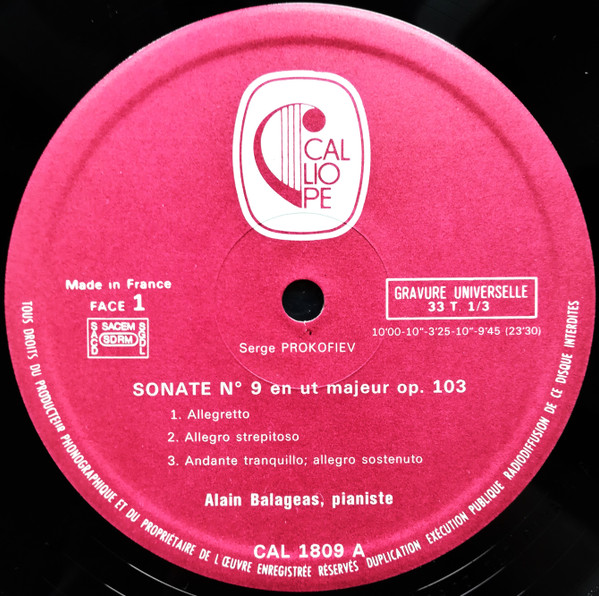 CAL
LIO
PE
Made in France
FACE 1
SACEM
SACD
SDRM
SGDL
GRAVURE UNIVERSELLE
33 T. 1/3
10'00-10"-3'25-10"-9'45 (23'30)
Serge PROKOFIEV
SONATE N° 9 en ut majeur op. 103
1. Allegretto
2. Allegro strepitoso
3. Andante tranquillo; allegro sostenuto
Alain Balageas, pianiste
CAL 1809 A
TOUS DROITS DU PRODUCTEUR PHONOGRAPHIQUE ET DU PROPRIÉTAIRE DE L'ŒUVRE ENREGISTRÉE RÉSERVÉS DUPLICATION EXÉCUTION PUBLIQUE RADIODIFFUSION DE CE DISQUE INTERDITES